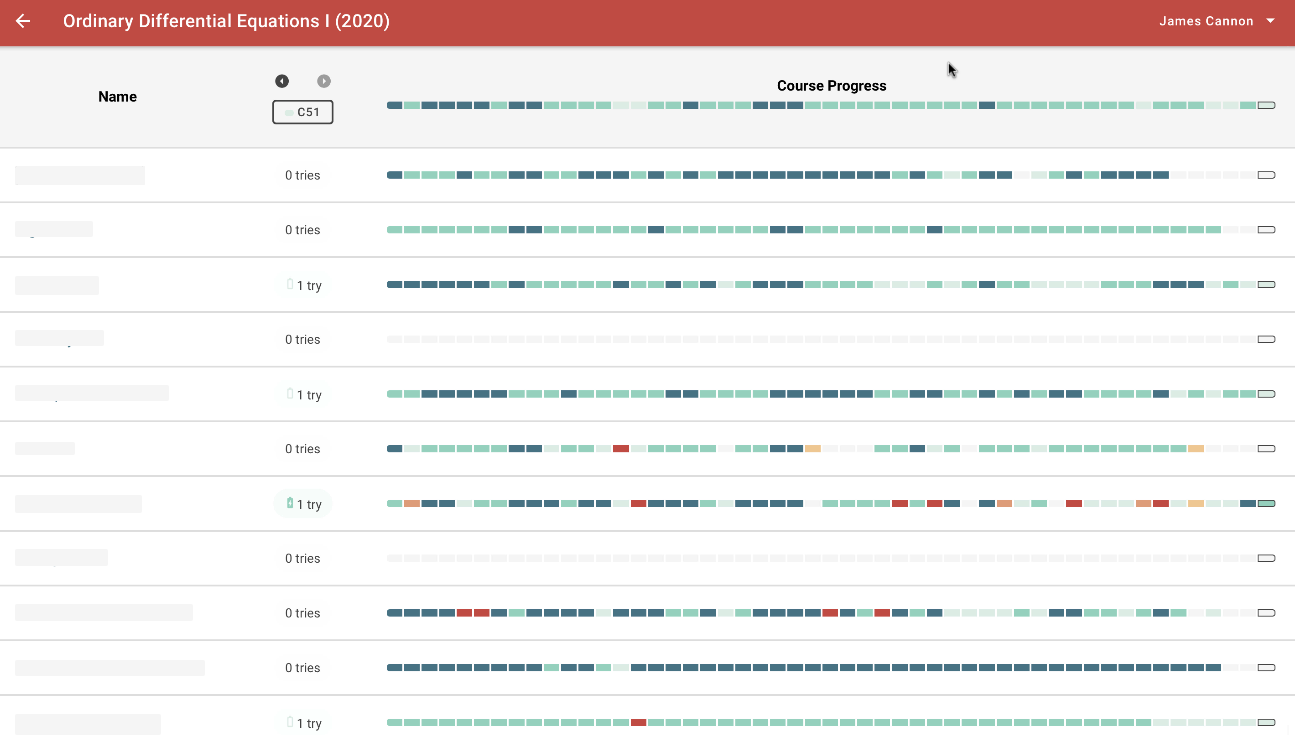 Ordinary Differential Equations I (2020)
James Cannon
Name
C51
Course Progress
0 tries
0 tries
1 try
0 tries
1 try
0 tries
1 try
0 tries
0 tries
0 tries
1 try